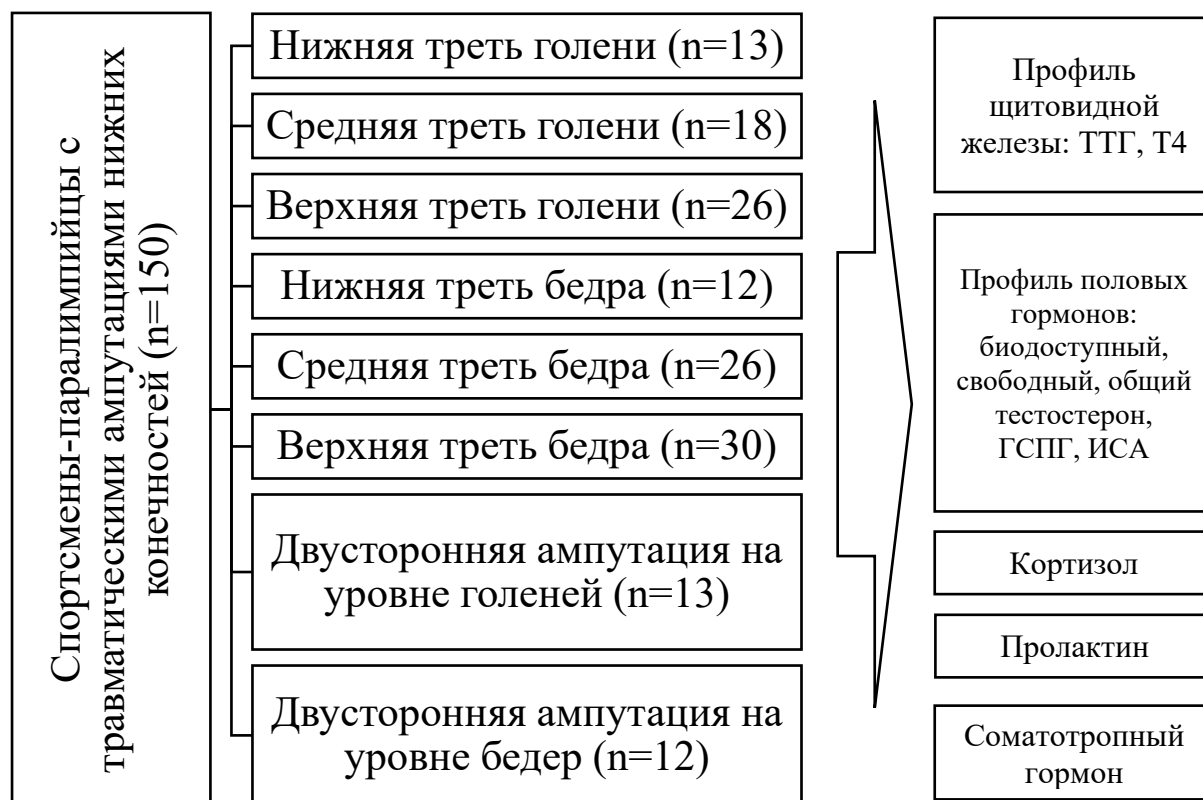 Спортсмены-паралимпийцы с
травматическими ампутациями нижних
конечностей (n=150)
Нижняя треть голени (n=13)
Средняя треть голени (n=18)
Верхняя треть голени (n=26)
Нижняя треть бедра (n=12)
Средняя треть бедра (n=26)
Верхняя треть бедра (n=30)
Двусторонняя ампутация на
уровне голеней (n=13)
Двусторонняя ампутация на
уровне бедер (n=12)
Профиль
щитовидной
железы: ТТГ, Т4
Профиль половых
гормонов:
биодоступный,
свободный, общий
тестостерон,
ГСПГ, ИСА
Кортизол
Пролактин
Соматотропный
гормон